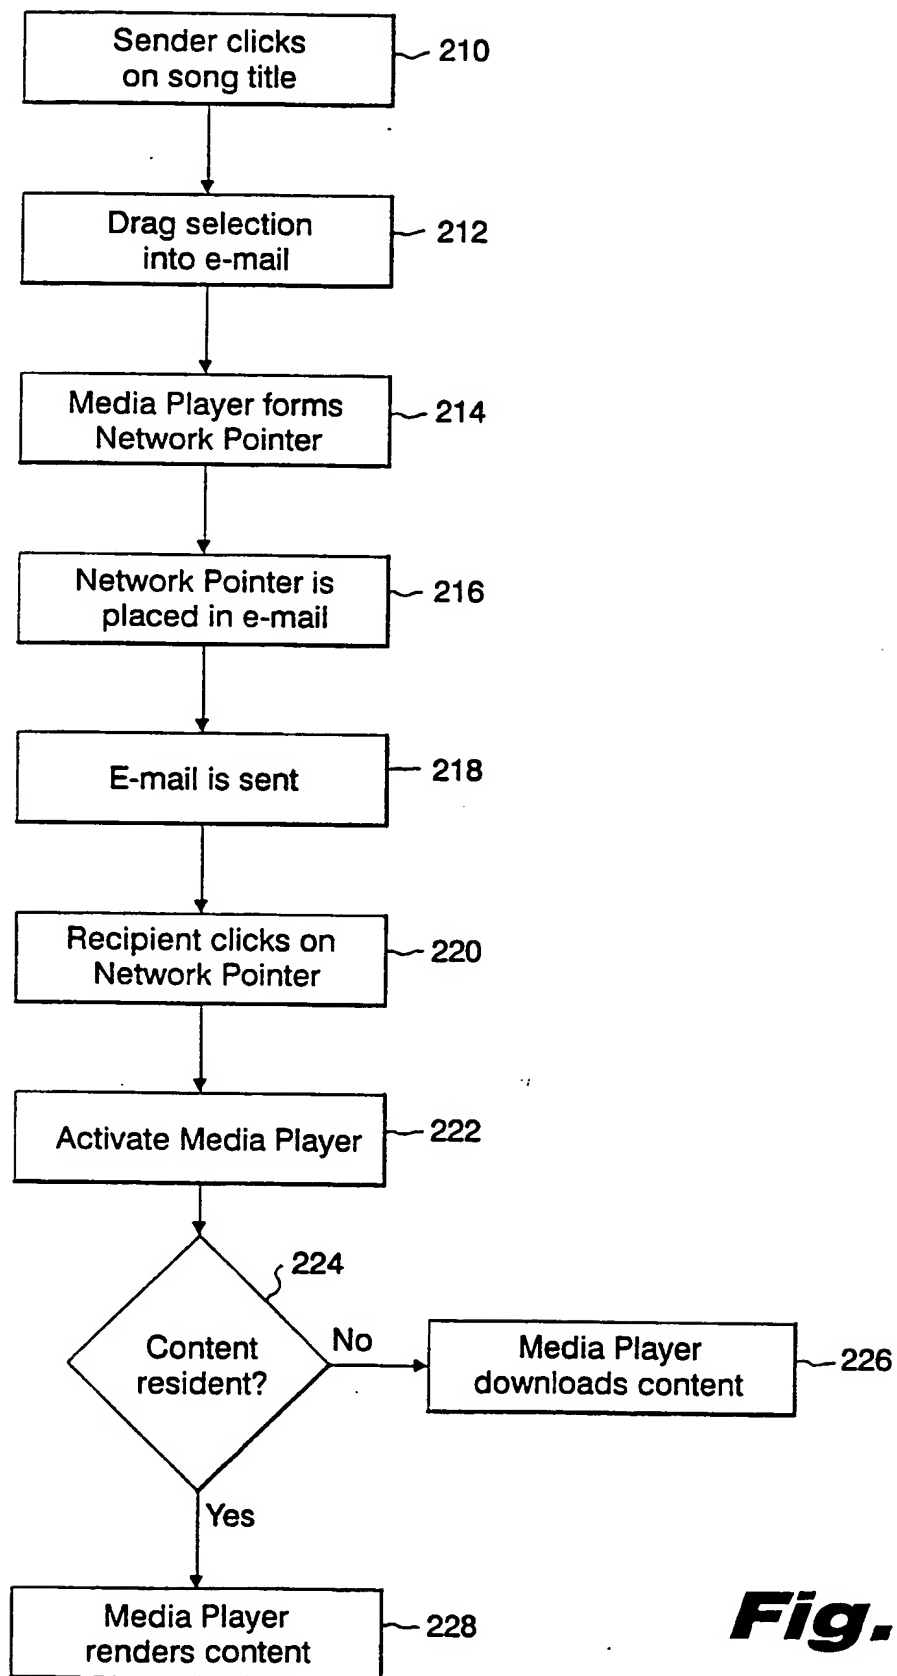 Sender clicks
on song title
210
Drag selection
into e-mail
212
Media Player forms
Network Pointer
214
Network Pointer is
placed in e-mail
216
E-mail is sent
218
Recipient clicks on
Network Pointer
220
Activate Media Player
222
224
Content
resident?
No
Media Player
downloads content
226
Yes
Media Player
renders content
228
Fig.